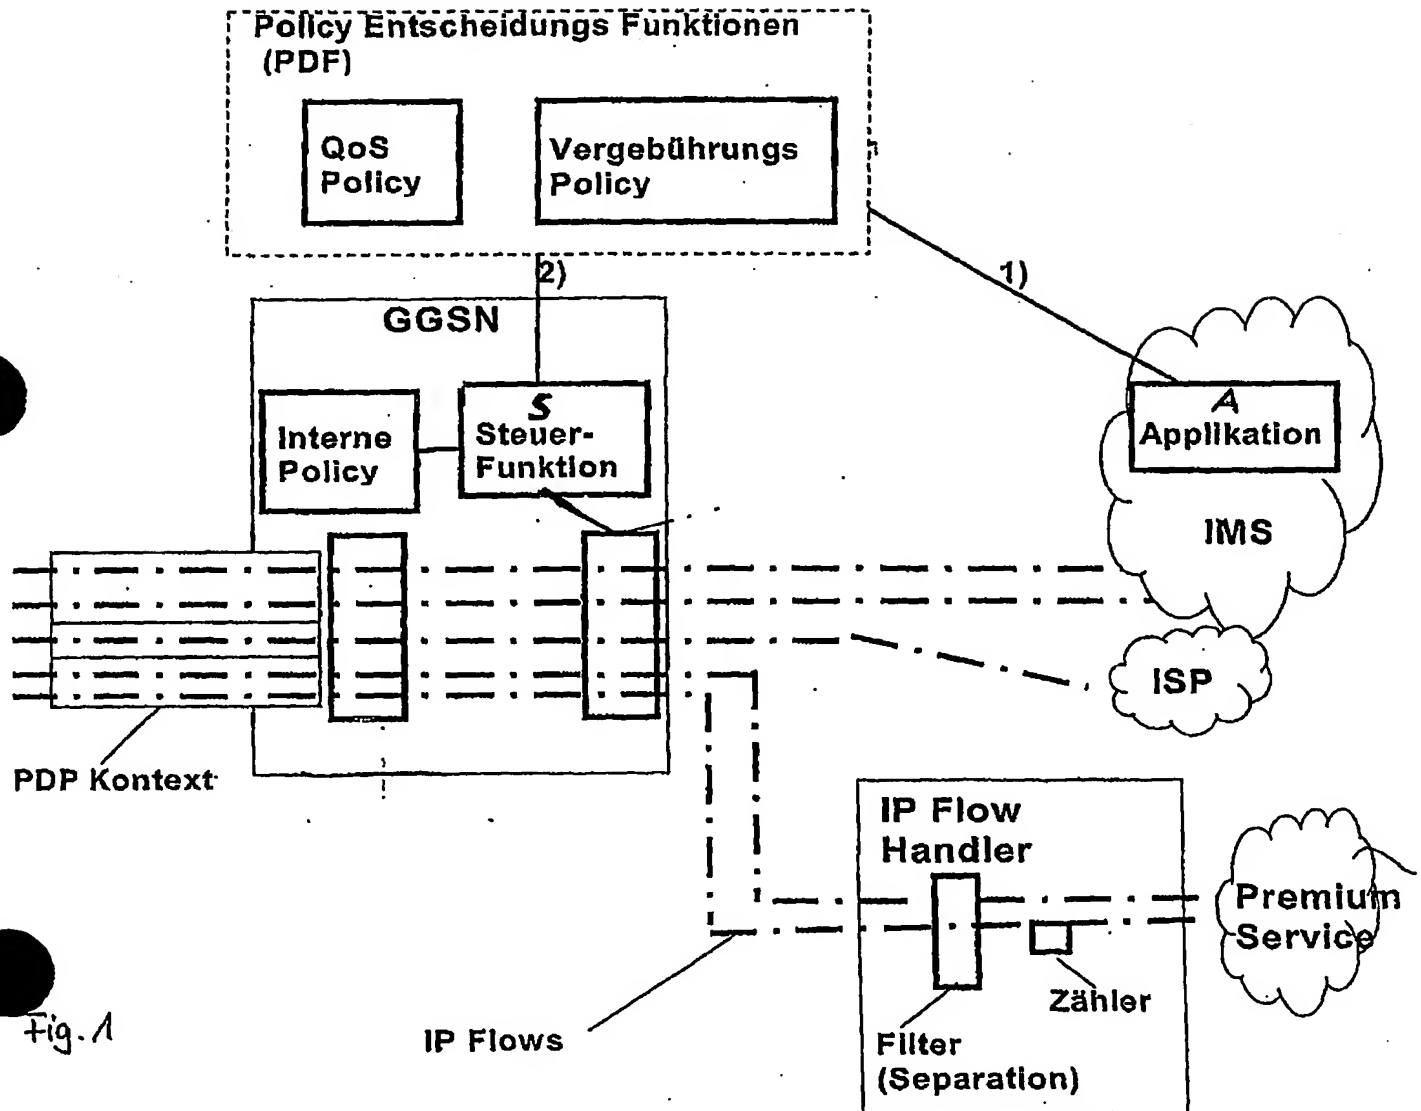 Policy Entscheidungs Funktionen
(PDF)
QoS
Policy
Vergebührungs
Policy
2)
1)
GGSN
S
Steuer-
Funktion
Interne
Policy
A
Applikation
IMS
ISP
PDP Kontext
IP Flow
Handler
Premium
Service
Zähler
Filter
(Separation)
IP Flows
Fig. 1